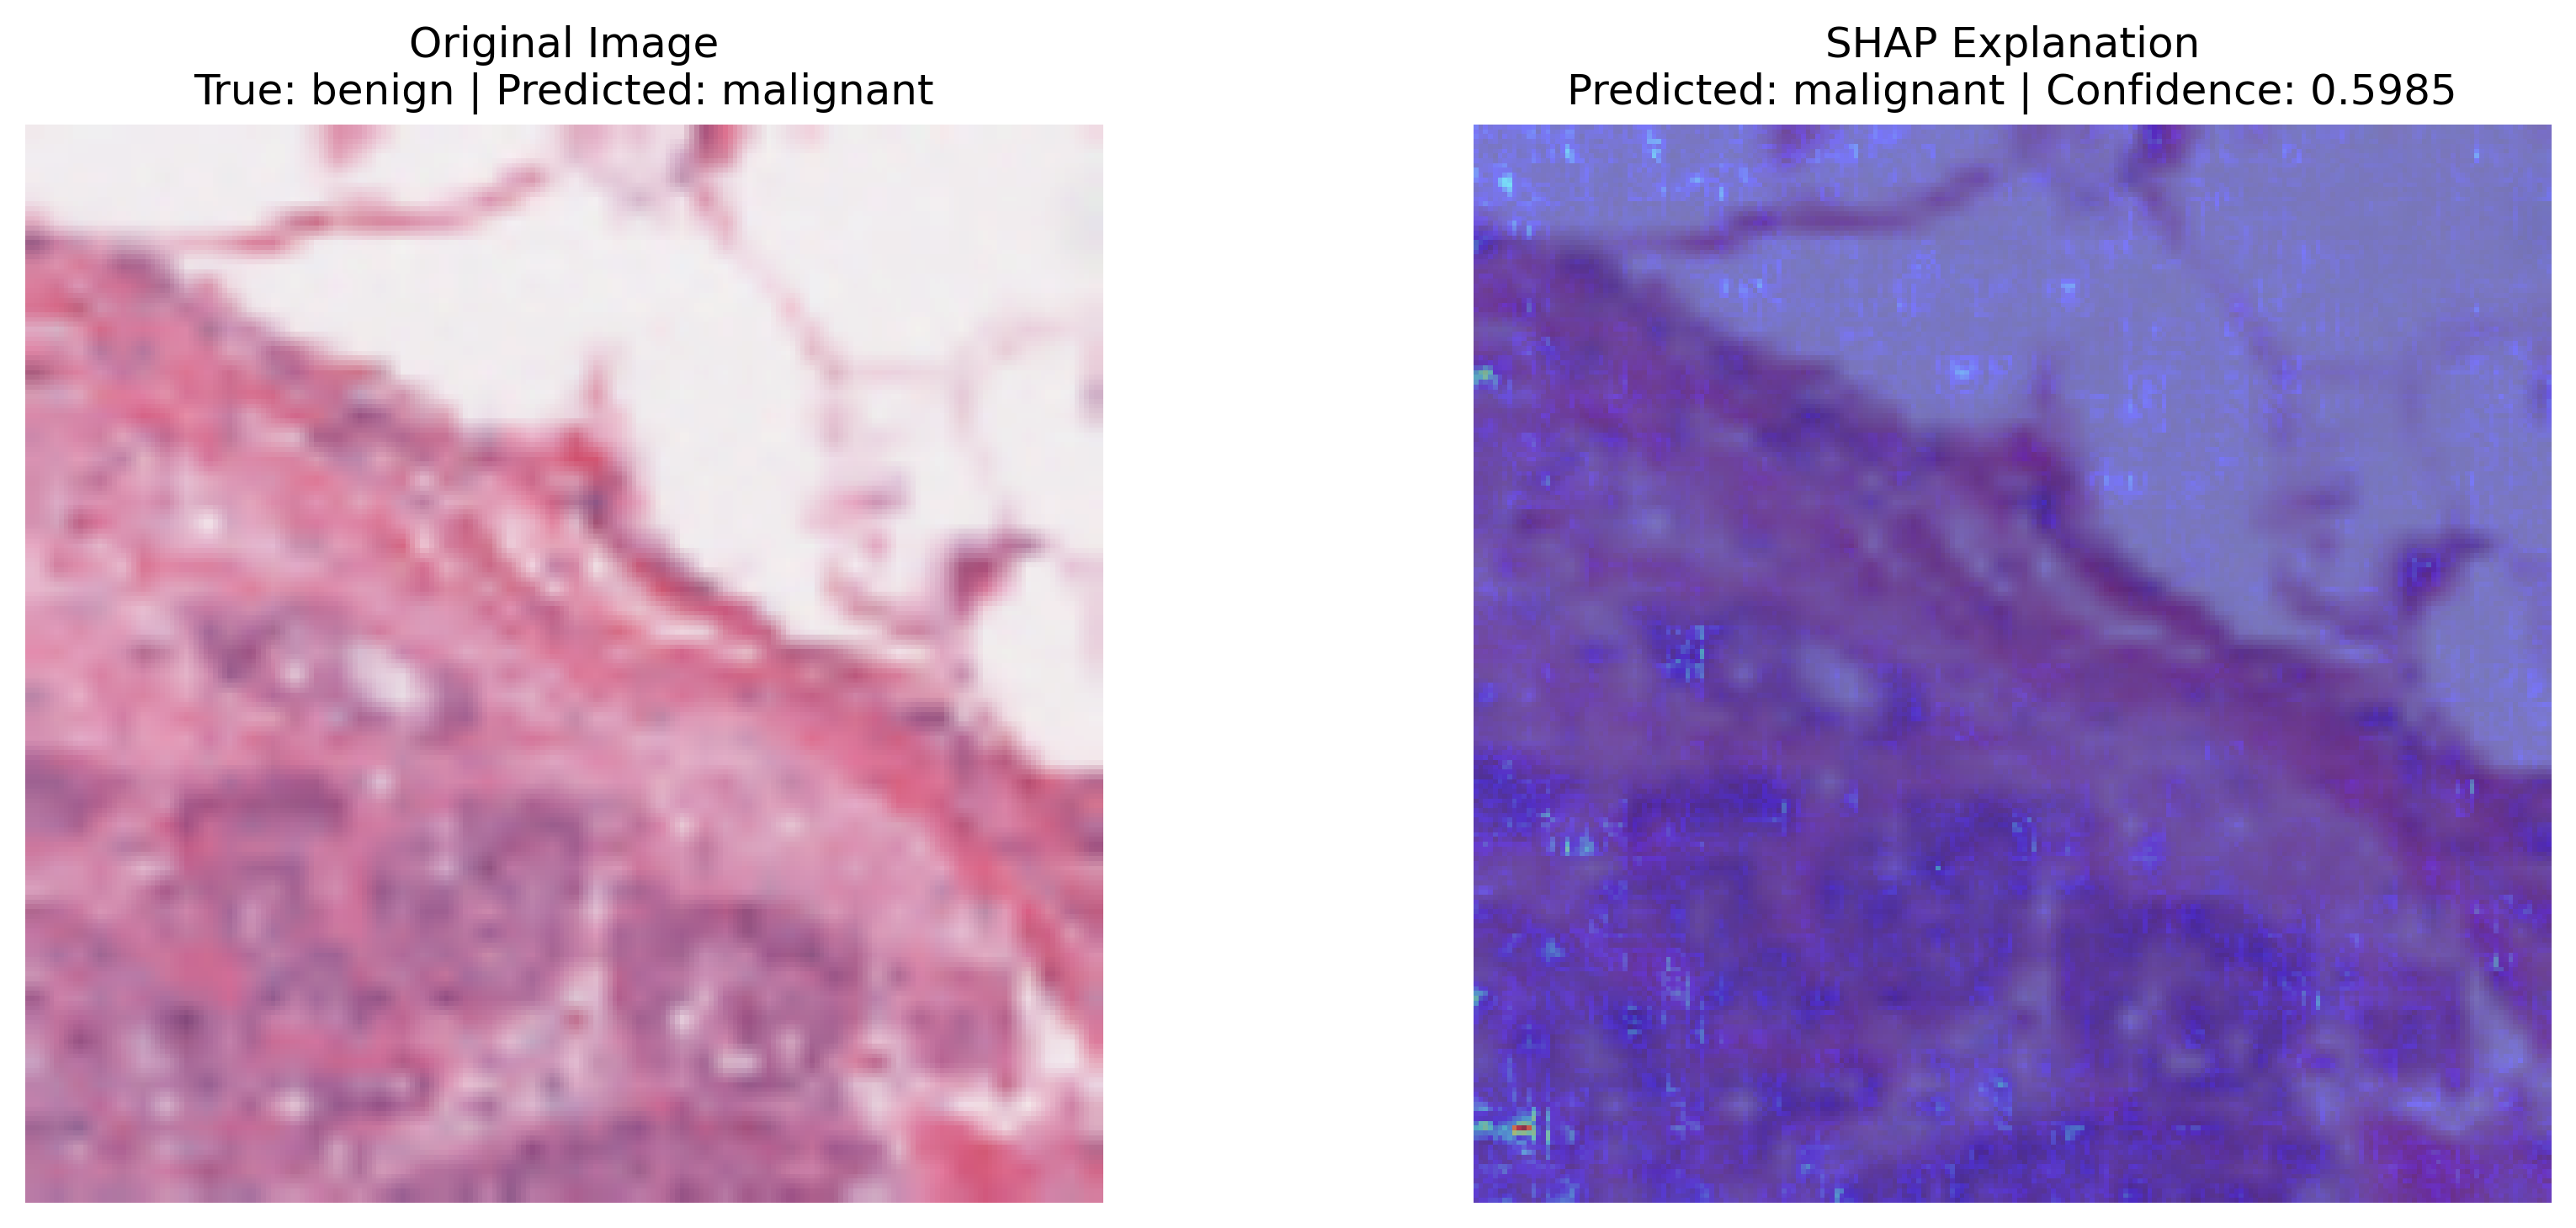 Original Image
True: benign | Predicted: malignant
SHAP Explanation
Predicted: malignant | Confidence: 0.5985